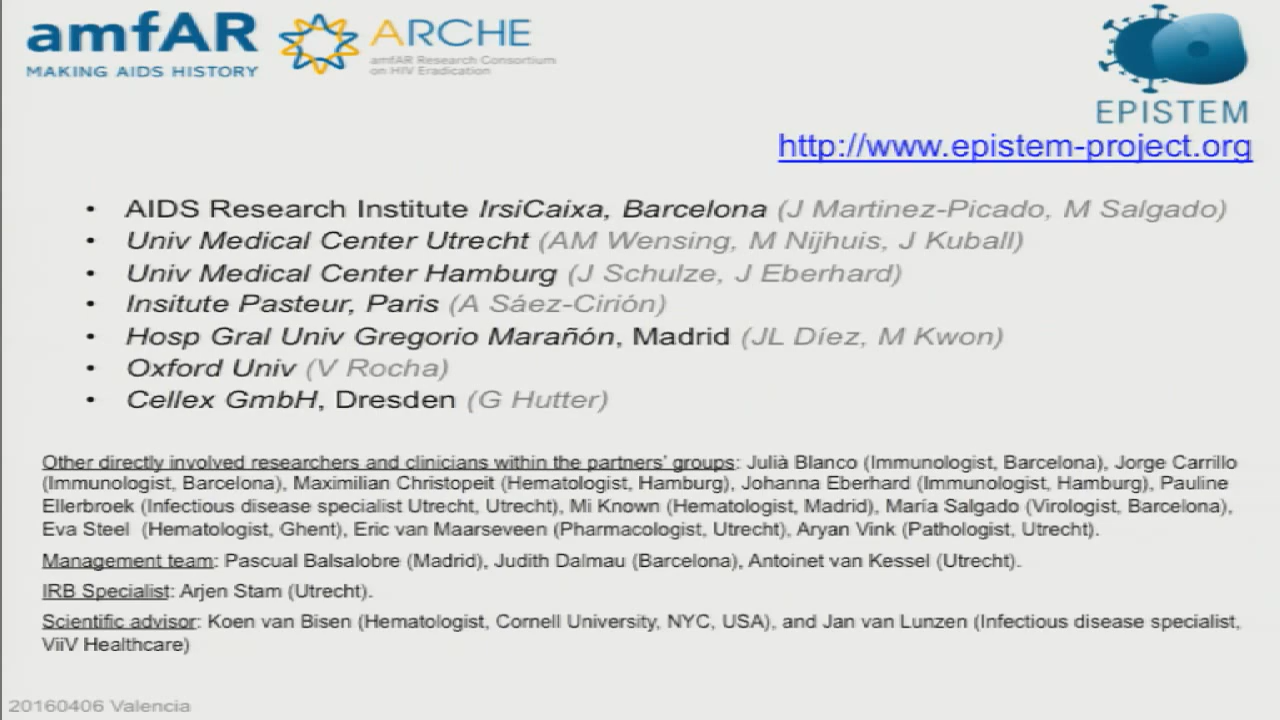 amfAR
MAKING AIDS HISTORY
ARCHE
amfAR Research Consortium
on HIV Eradication
EPISTEM
http://www.epistem-project.org
• AIDS Research Institute IrsiCaixa, Barcelona (J Martinez-Picado, M Salgado)
• Univ Medical Center Utrecht (AM Wensing, M Nijhuis, J Kuball)
• Univ Medical Center Hamburg (J Schulze, J Eberhard)
• Insitute Pasteur, Paris (A Sáez-Cirión)
• Hosp Gral Univ Gregorio Marañón, Madrid (JL Díez, M Kwon)
• Oxford Univ (V Rocha)
• Cellex GmbH, Dresden (G Hutter)
Other directly involved researchers and clinicians within the partners' groups: Julià Blanco (Immunologist, Barcelona), Jorge Carrillo
(Immunologist, Barcelona), Maximilian Christopeit (Hematologist, Hamburg), Johanna Eberhard (Immunologist, Hamburg), Pauline
Ellerbroek (Infectious disease specialist Utrecht, Utrecht), Mi Known (Hematologist, Madrid), María Salgado (Virologist, Barcelona),
Eva Steel (Hematologist, Ghent), Eric van Maarseveen (Pharmacologist, Utrecht), Aryan Vink (Pathologist, Utrecht).
Management team: Pascual Balsalobre (Madrid), Judith Dalmau (Barcelona), Antoinet van Kessel (Utrecht).
IRB Specialist: Arjen Stam (Utrecht).
Scientific advisor: Koen van Bisen (Hematologist, Cornell University, NYC, USA), and Jan van Lunzen (Infectious disease specialist,
ViiV Healthcare)
20160406 Valencia